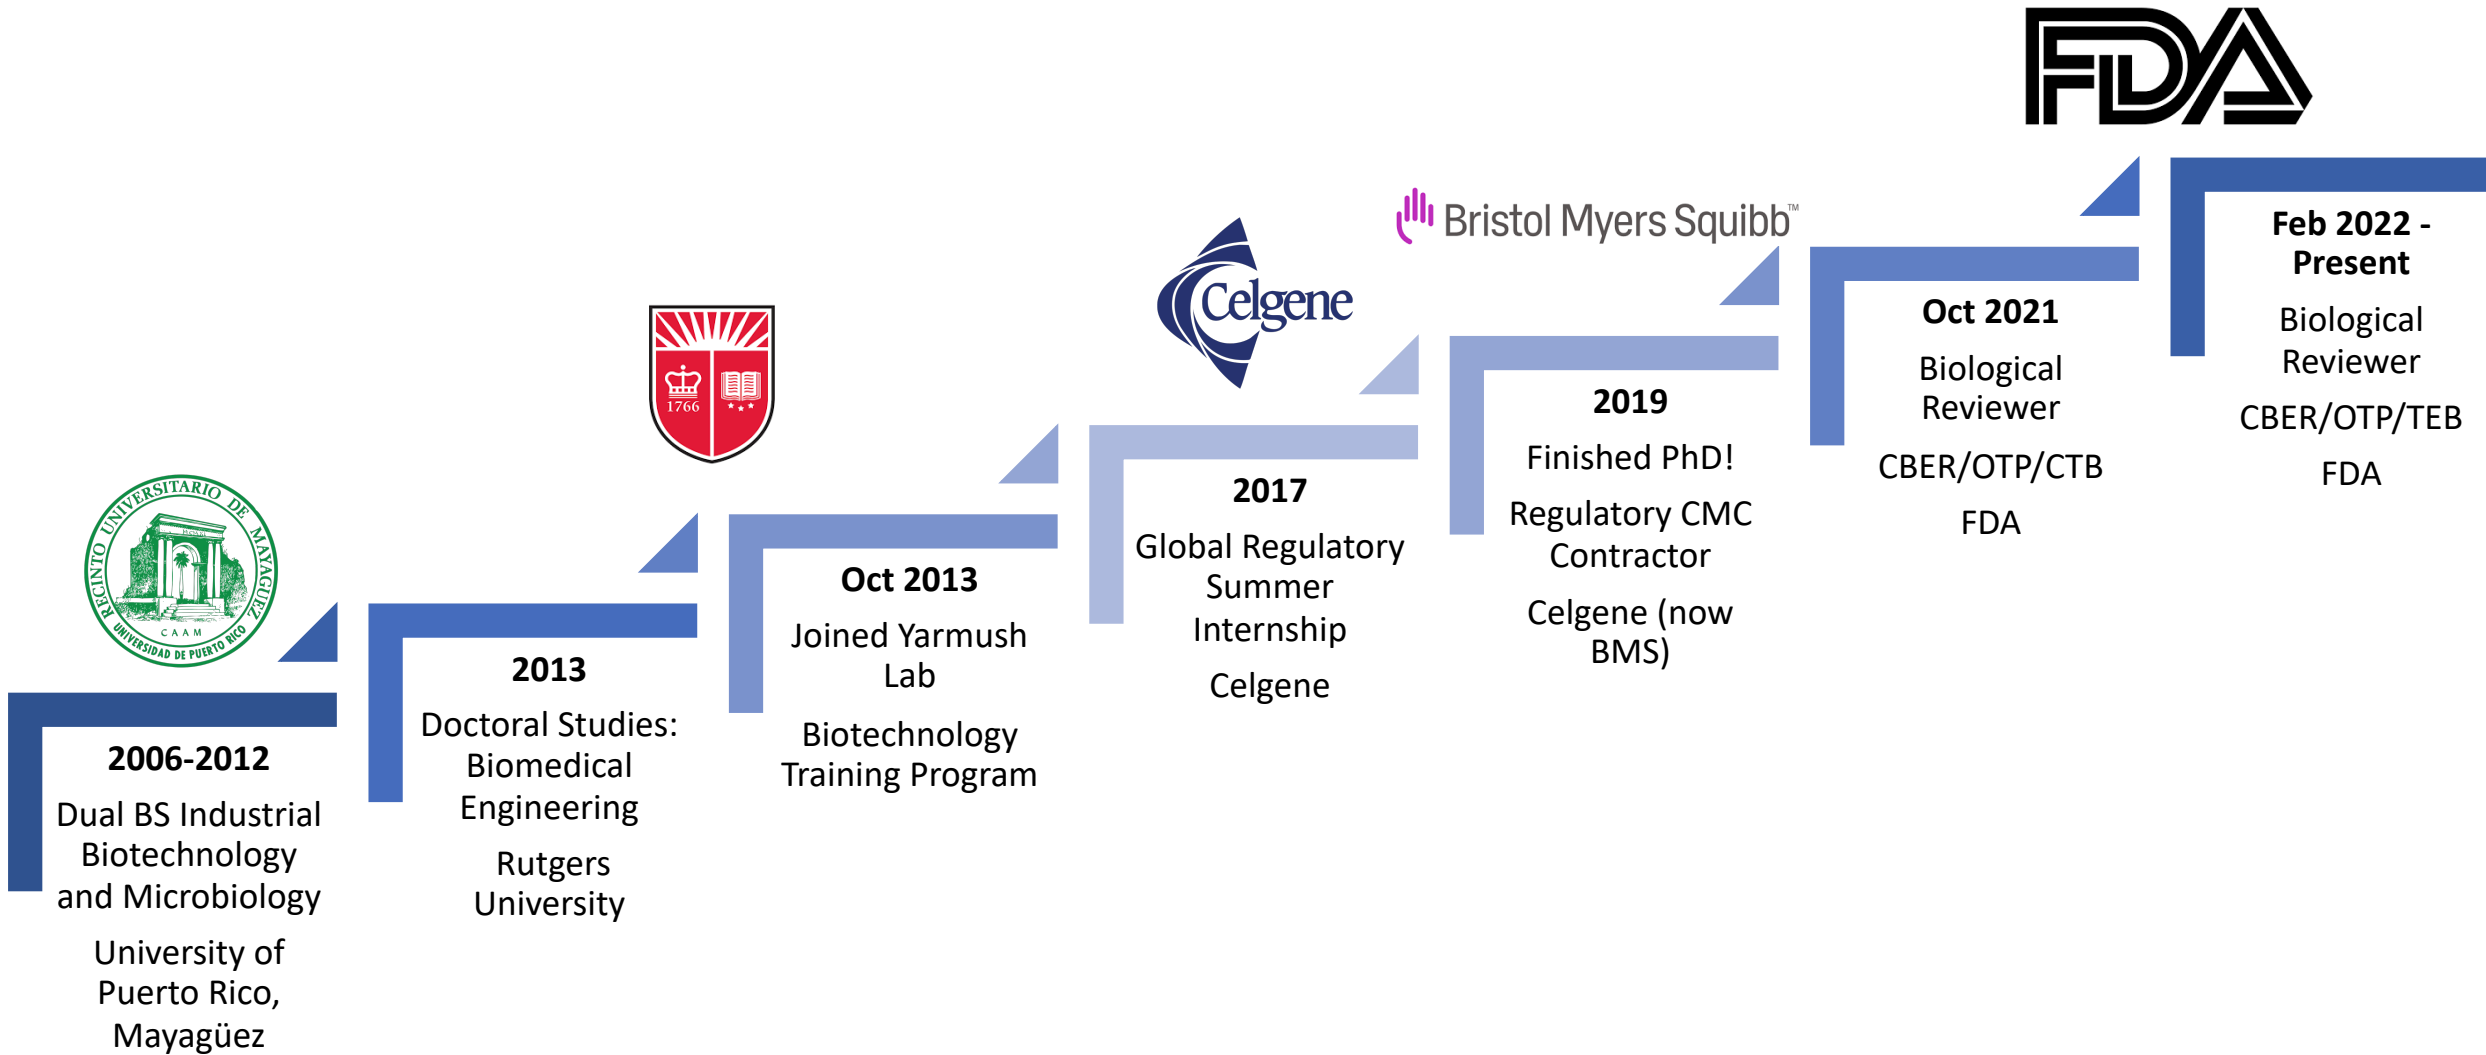 RECINTO UNIVERSITARIO DE MAYAGUEZ
CAAM
UNIVERSIDAD DE PUERTO RICO
2006-2012
Dual BS Industrial
Biotechnology
and Microbiology
University of
Puerto Rico,
Mayagüez
2013
Doctoral Studies:
Biomedical
Engineering
Rutgers
University
1766
Oct 2013
Joined Yarmush
Lab
Biotechnology
Training Program
Celgene
2017
Global Regulatory
Summer
Internship
Celgene
Bristol Myers Squibb™
2019
Finished PhD!
Regulatory CMC
Contractor
Celgene (now
BMS)
Oct 2021
Biological
Reviewer
CBER/OTP/CTB
FDA
FDA
Feb 2022 -
Present
Biological
Reviewer
CBER/OTP/TEB
FDA